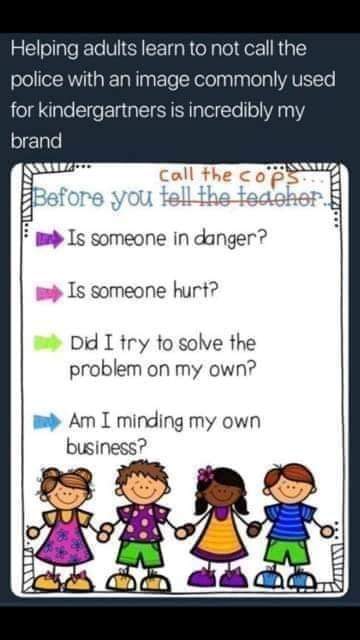 Helping adults learn to not call the
police with an image commonly used
for kindergartners is incredibly my
brand
call the cops...
Before you tell the teacher...
Is someone in danger?
Is someone hurt?
Did I try to solve the
problem on my own?
Am I minding my own
business?